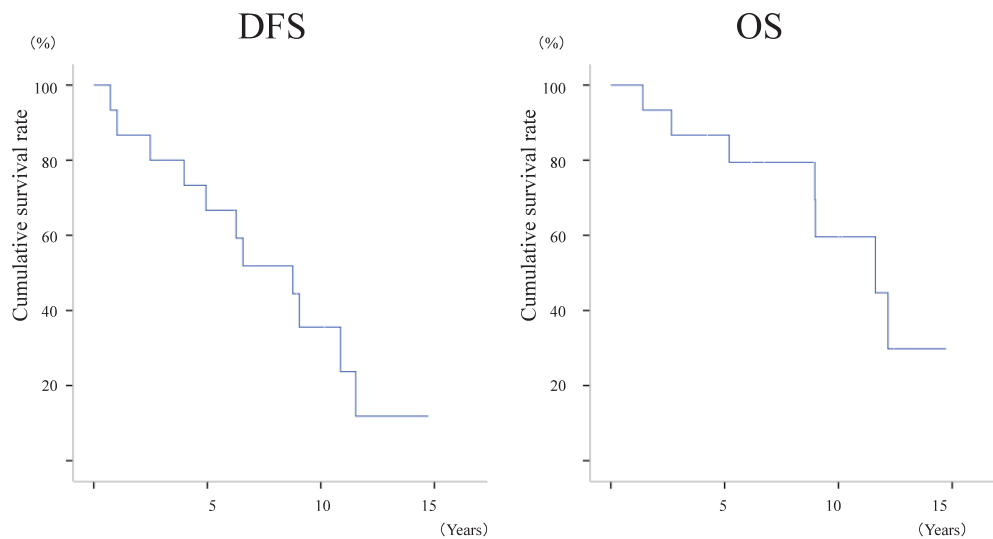 DFS
（%）
Cumulative survival rate
100
80
60
40
20
5 10 15
（Years）
OS
（%）
Cumulative survival rate
100
80
60
40
20
5 10 15
（Years）